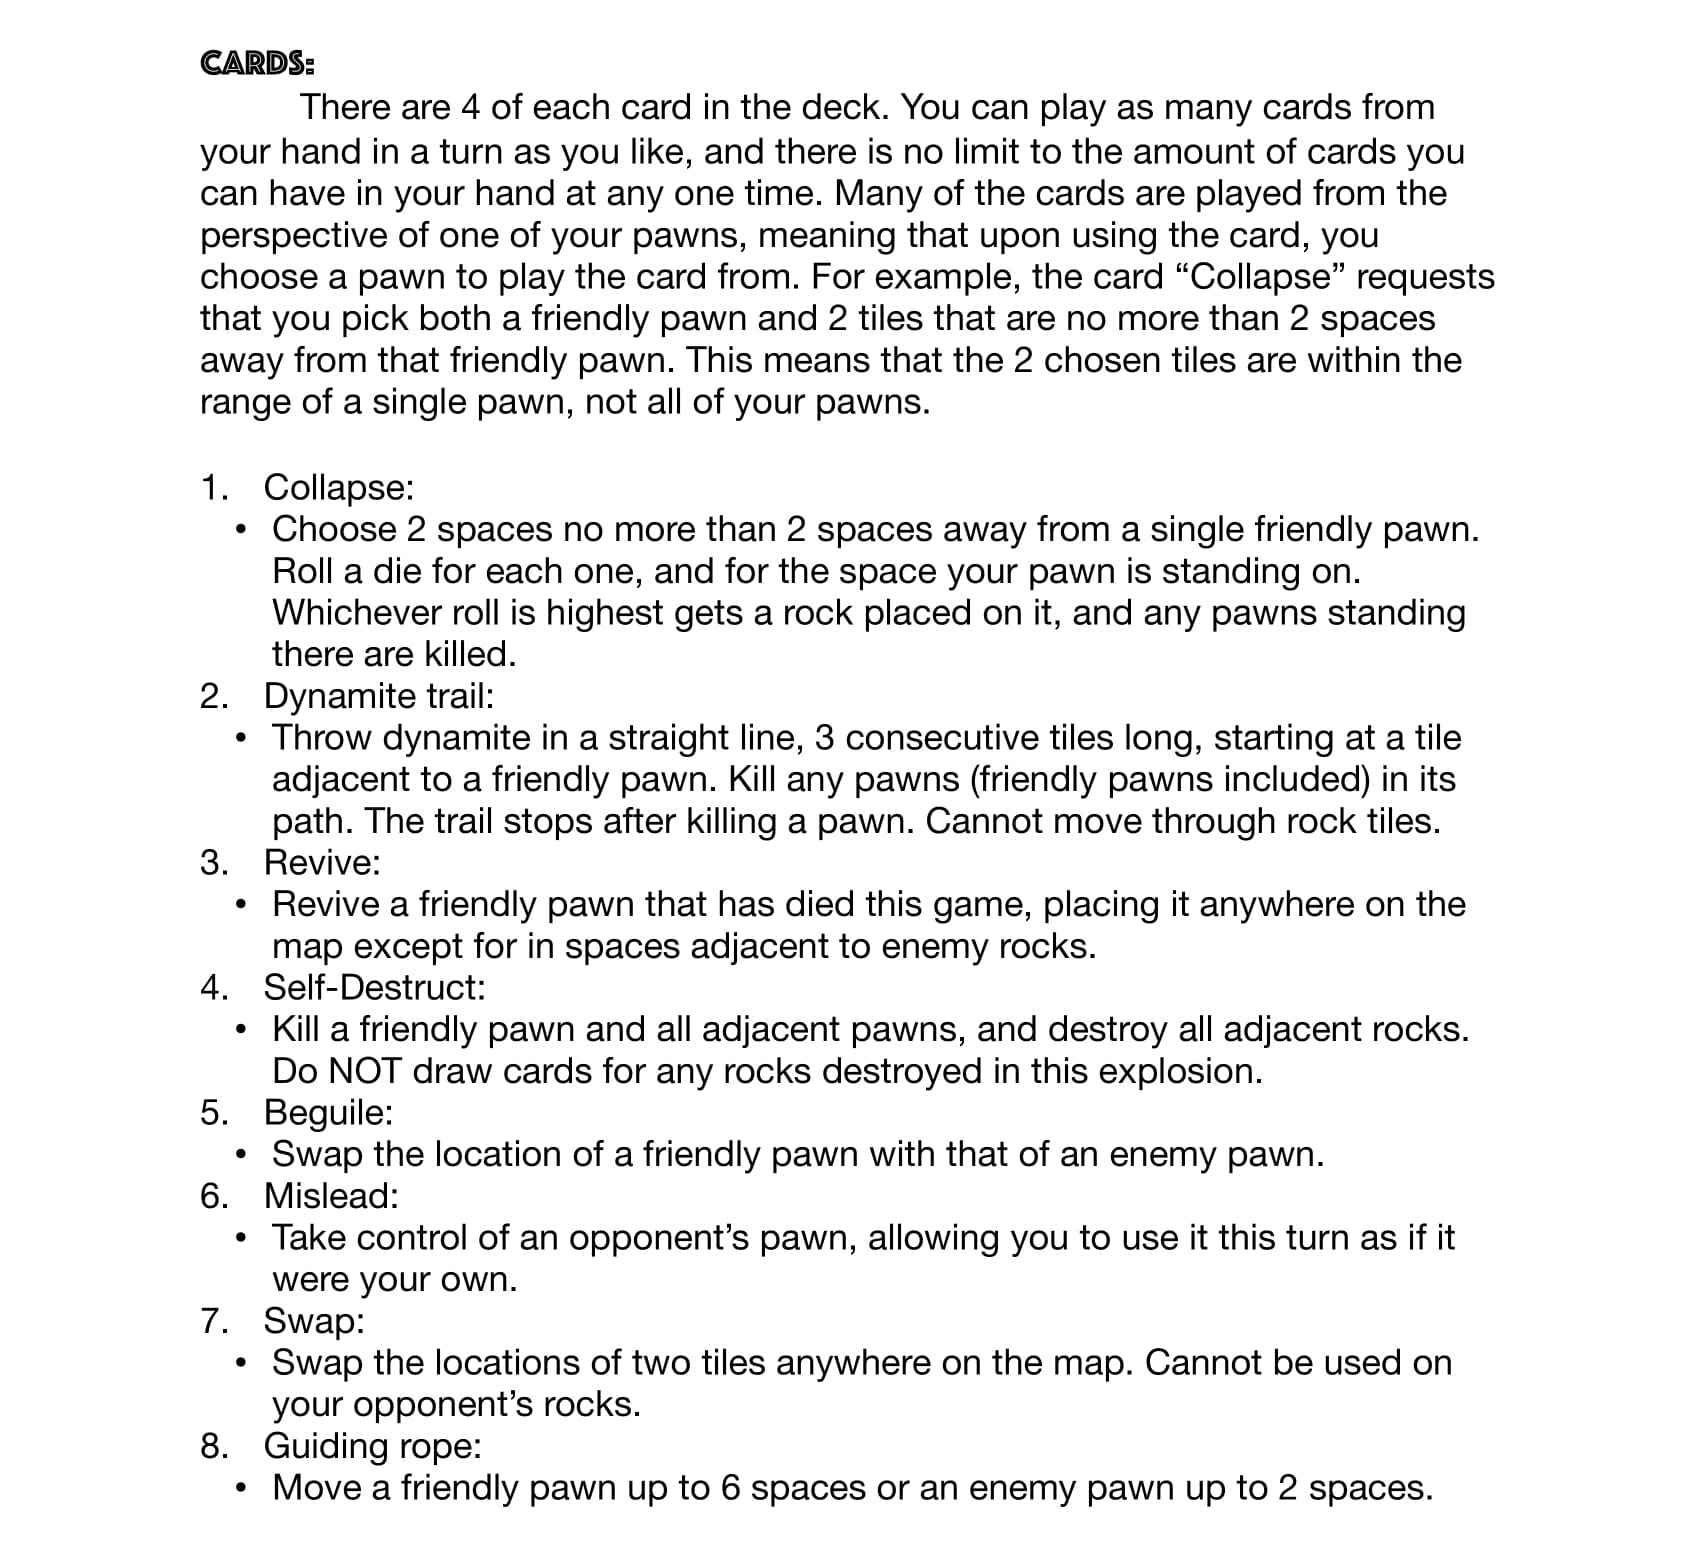 CARDS:
There are 4 of each card in the deck. You can play as many cards from
your hand in a turn as you like, and there is no limit to the amount of cards you
can have in your hand at any one time. Many of the cards are played from the
perspective of one of your pawns, meaning that upon using the card, you
choose a pawn to play the card from. For example, the card “Collapse” requests
that you pick both a friendly pawn and 2 tiles that are no more than 2 spaces
away from that friendly pawn. This means that the 2 chosen tiles are within the
range of a single pawn, not all of your pawns.
1. Collapse:
• Choose 2 spaces no more than 2 spaces away from a single friendly pawn.
Roll a die for each one, and for the space your pawn is standing on.
Whichever roll is highest gets a rock placed on it, and any pawns standing
there are killed.
2. Dynamite trail:
• Throw dynamite in a straight line, 3 consecutive tiles long, starting at a tile
adjacent to a friendly pawn. Kill any pawns (friendly pawns included) in its
path. The trail stops after killing a pawn. Cannot move through rock tiles.
3. Revive:
• Revive a friendly pawn that has died this game, placing it anywhere on the
map except for in spaces adjacent to enemy rocks.
4. Self-Destruct:
• Kill a friendly pawn and all adjacent pawns, and destroy all adjacent rocks.
Do NOT draw cards for any rocks destroyed in this explosion.
5. Beguile:
• Swap the location of a friendly pawn with that of an enemy pawn.
6. Mislead:
• Take control of an opponent’s pawn, allowing you to use it this turn as if it
were your own.
7. Swap:
• Swap the locations of two tiles anywhere on the map. Cannot be used on
your opponent’s rocks.
8. Guiding rope:
• Move a friendly pawn up to 6 spaces or an enemy pawn up to 2 spaces.